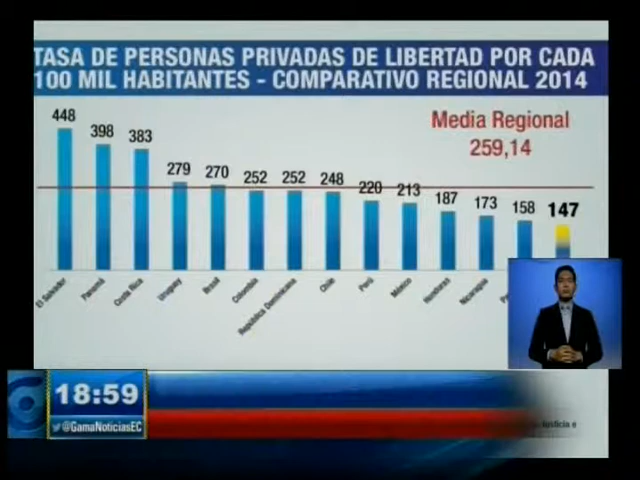 TASA DE PERSONAS PRIVADAS DE LIBERTAD POR CADA
100 MIL HABITANTES - COMPARATIVO REGIONAL 2014
Media Regional
259,14
448
398
383
279
270
252
252
248
220
213
187
173
158
147
El Salvador
Panamá
Costa Rica
Uruguay
Brasil
Colombia
República Dominicana
Chile
Perú
México
Honduras
Nicaragua
18:59
@GamaNoticiasEC
Justicia e